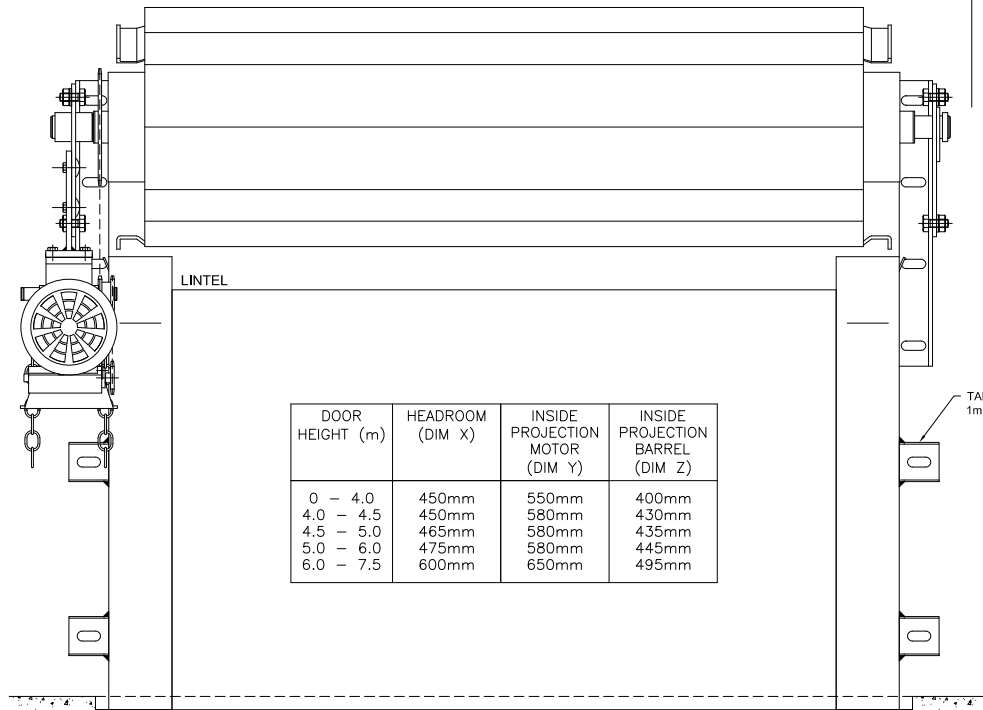 LINTEL
DOOR HEIGHT (m) HEADROOM (DIM X) INSIDE PROJECTION MOTOR (DIM Y) INSIDE PROJECTION BARREL (DIM Z)
0 – 4.0 450mm 550mm 400mm
4.0 – 4.5 450mm 580mm 430mm
4.5 – 5.0 465mm 580mm 435mm
5.0 – 6.0 475mm 580mm 445mm
6.0 – 7.5 600mm 650mm 495mm
1m